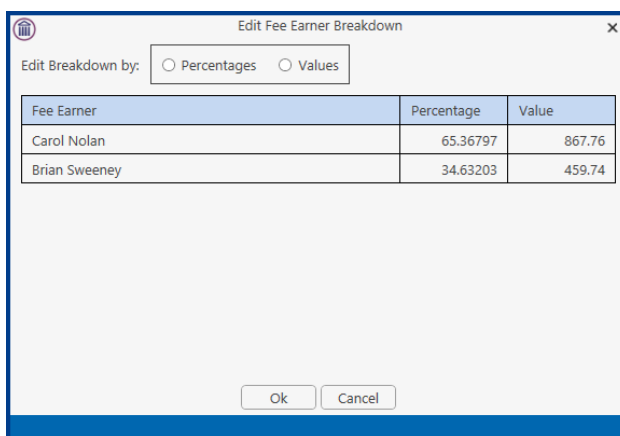 Edit Fee Earner Breakdown
Edit Breakdown by: Percentages Values
Fee Earner Percentage Value
Carol Nolan 65.36797 867.76
Brian Sweeney 34.63203 459.74
Ok Cancel